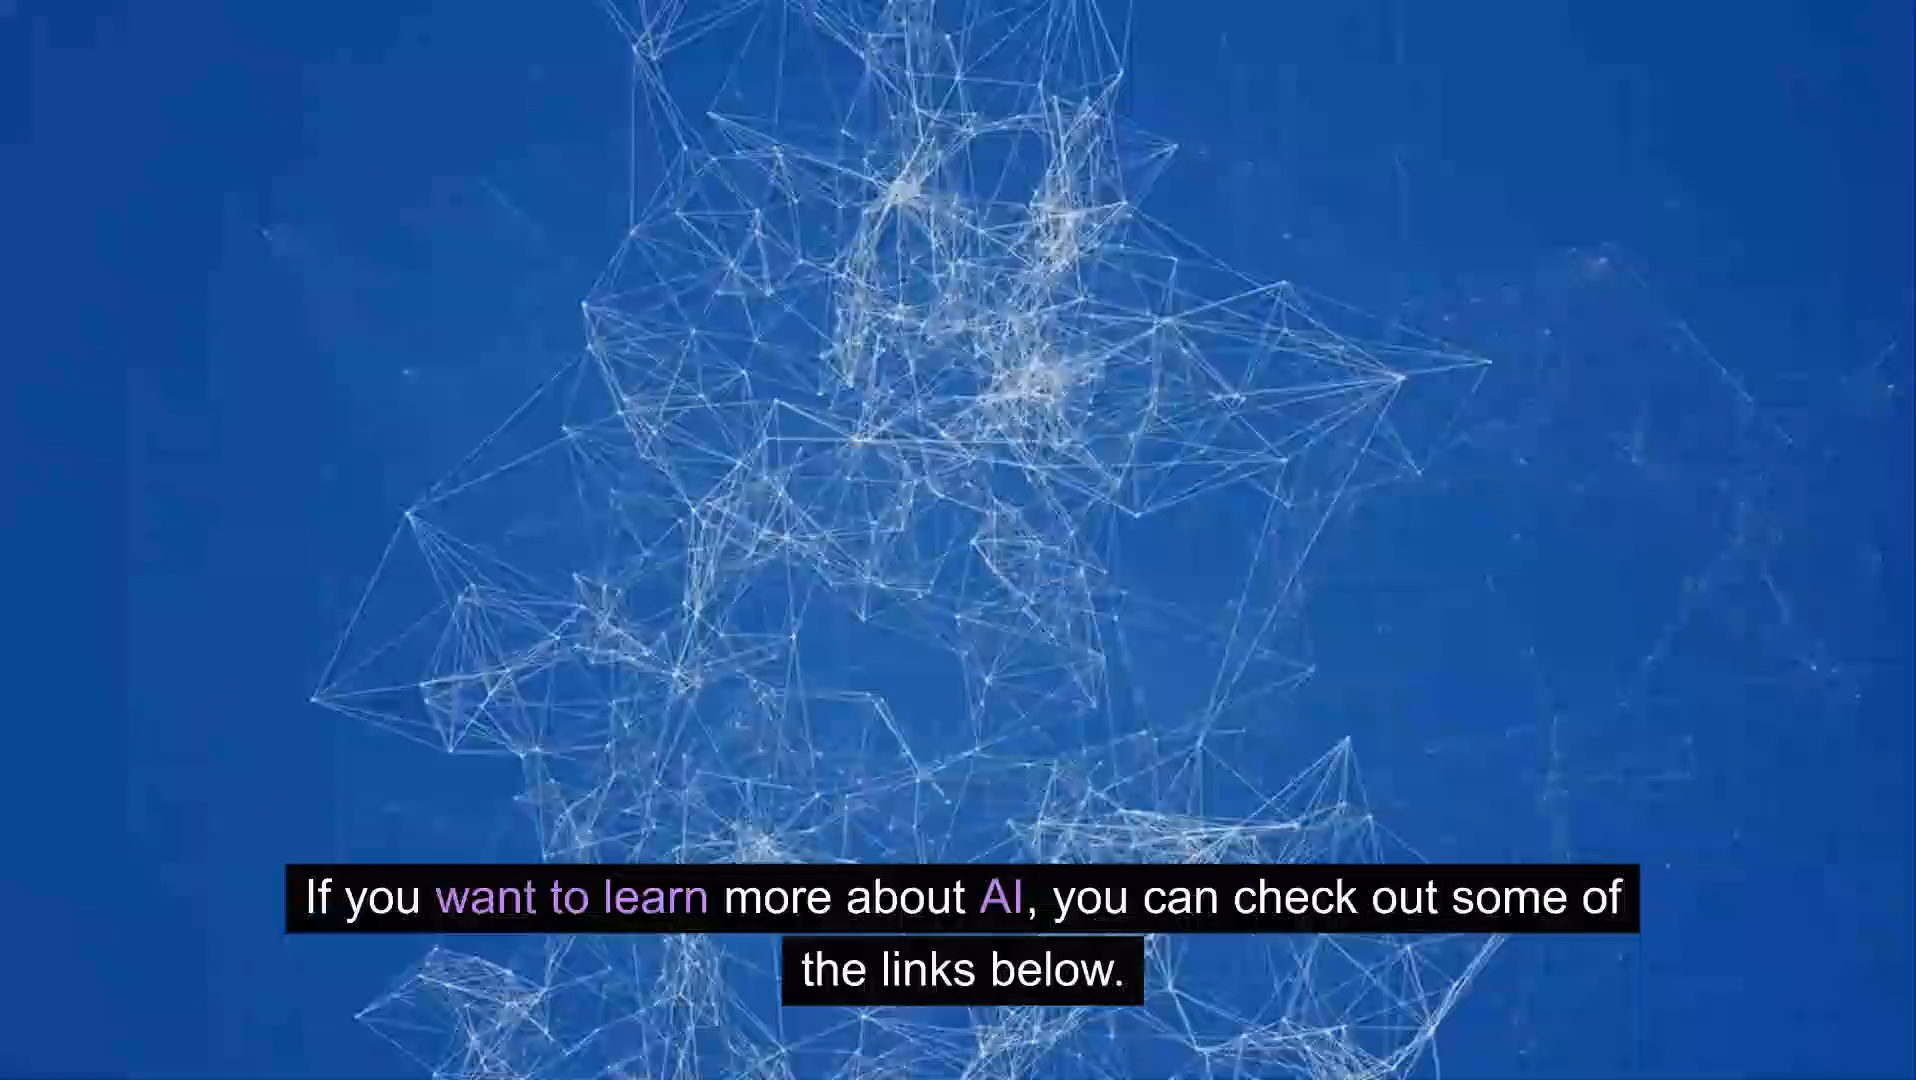 If you want to learn more about AI, you can check out some of
the links below.